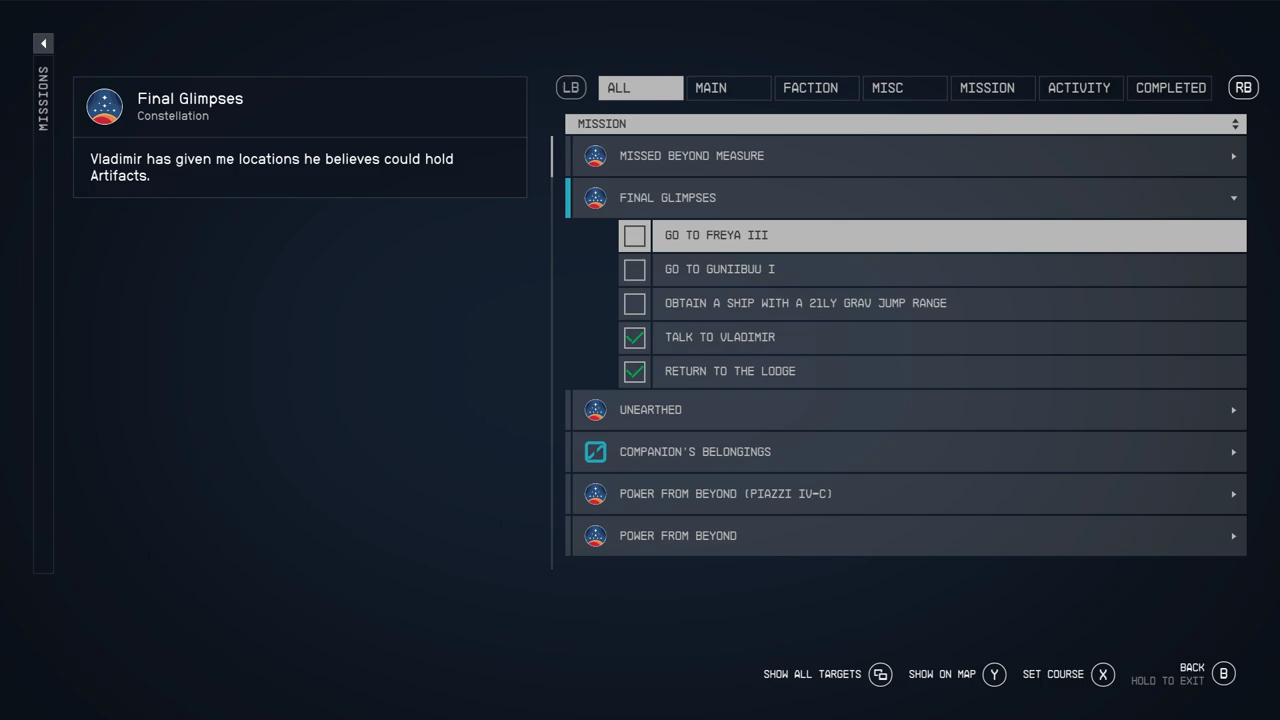 MISSIONS
Final Glimpses
Constellation
Vladimir has given me locations he believes could hold
Artifacts.
LB ALL MAIN FACTION MISC MISSION ACTIVITY COMPLETED RB
MISSION
MISSED BEYOND MEASURE
FINAL GLIMPSES
GO TO FREYA III
GO TO GUNIIBUU I
OBTAIN A SHIP WITH A 21LY GRAV JUMP RANGE
TALK TO VLADIMIR
RETURN TO THE LODGE
UNEARTHED
COMPANION'S BELONGINGS
POWER FROM BEYOND (PIAZZI IV-C)
POWER FROM BEYOND
SHOW ALL TARGETS SHOW ON MAP Y SET COURSE X BACK B
HOLD TO EXIT